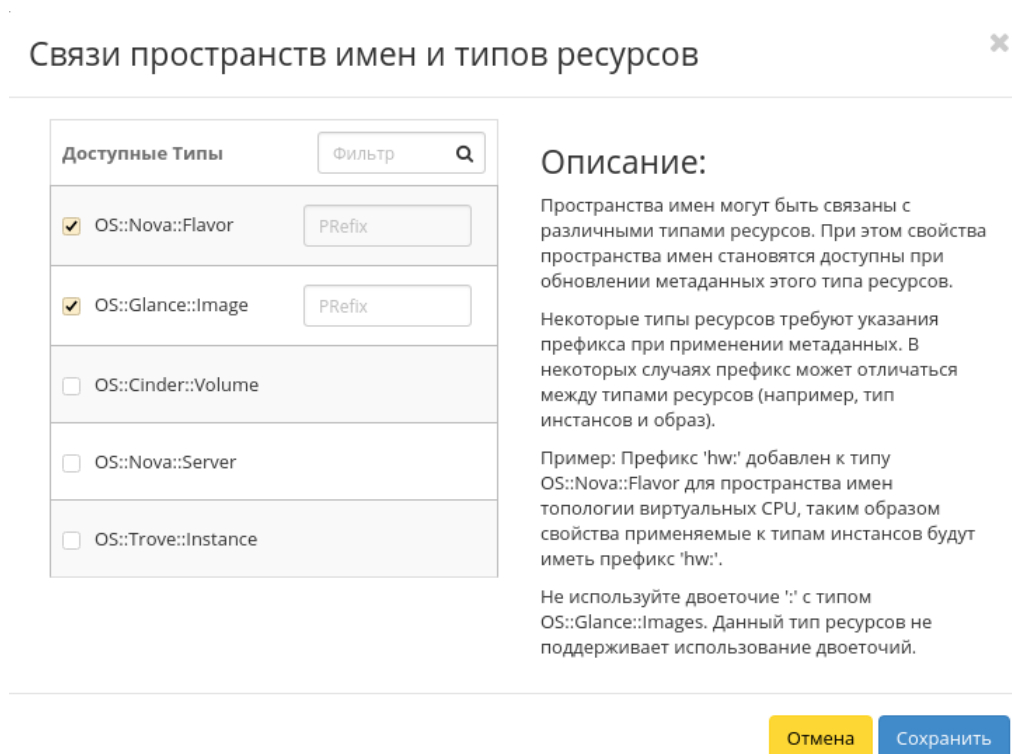 Связи пространств имен и типов ресурсов
Доступные Типы
Фильтр
OS::Nova::Flavor
PRefix
OS::Glance::Image
PRefix
OS::Cinder::Volume
OS::Nova::Server
OS::Trove::Instance
Описание:
Пространства имен могут быть связаны с
различными типами ресурсов. При этом свойства
пространства имен становятся доступны при
обновлении метаданных этого типа ресурсов.
Некоторые типы ресурсов требуют указания
префикса при применении метаданных. В
некоторых случаях префикс может отличаться
между типами ресурсов (например, тип
инстансов и образ).
Пример: Префикс 'hw:' добавлен к типу
OS::Nova::Flavor для пространства имен
топологии виртуальных CPU, таким образом
свойства применяемые к типам инстансов будут
иметь префикс 'hw:'.
Не используйте двоеточие ':' с типом
OS::Glance::Images. Данный тип ресурсов не
поддерживает использование двоеточий.
Отмена
Сохранить